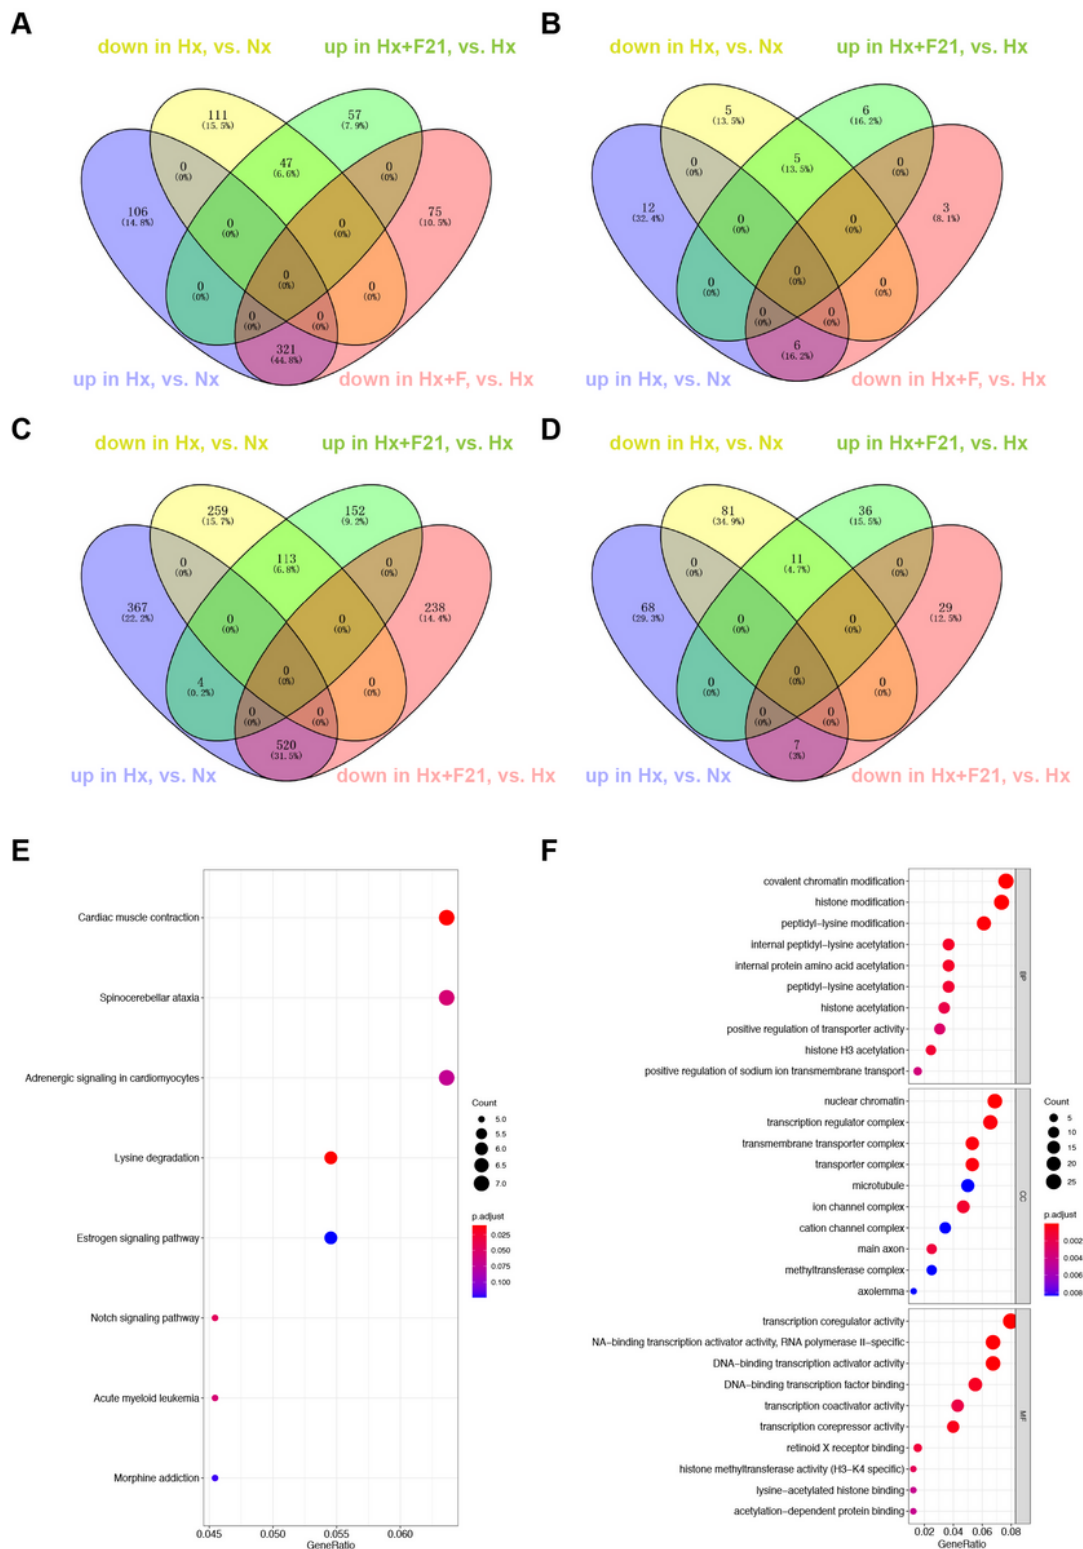 A
down in Hx, vs. Nx
up in Hx+F21, vs. Hx
111
(15.5%)
57
(7.9%)
0
(0%)
47
(6.6%)
0
(0%)
106
(14.8%)
0
(0%)
0
(0%)
75
(10.5%)
0
(0%)
0
(0%)
0
(0%)
0
(0%)
0
(0%)
321
(44.8%)
up in Hx, vs. Nx
down in Hx+F, vs. Hx
B
down in Hx, vs. Nx
up in Hx+F21, vs. Hx
5
(13.5%)
6
(16.2%)
0
(0%)
5
(13.5%)
0
(0%)
12
(32.4%)
0
(0%)
0
(0%)
3
(8.1%)
0
(0%)
0
(0%)
0
(0%)
0
(0%)
0
(0%)
6
(16.2%)
up in Hx, vs. Nx
down in Hx+F, vs. Hx
C
down in Hx, vs. Nx
up in Hx+F21, vs. Hx
259
(15.7%)
152
(9.2%)
0
(0%)
113
(6.8%)
0
(0%)
367
(22.2%)
0
(0%)
0
(0%)
238
(14.4%)
4
(0.2%)
0
(0%)
0
(0%)
0
(0%)
0
(0%)
520
(31.5%)
up in Hx, vs. Nx
down in Hx+F21, vs. Hx
D
down in Hx, vs. Nx
up in Hx+F21, vs. Hx
81
(34.9%)
36
(15.5%)
0
(0%)
11
(4.7%)
0
(0%)
68
(29.3%)
0
(0%)
0
(0%)
29
(12.5%)
0
(0%)
0
(0%)
0
(0%)
0
(0%)
0
(0%)
7
(3%)
up in Hx, vs. Nx
down in Hx+F21, vs. Hx
E
Cardiac muscle contraction
Spinocerebellar ataxia
Adrenergic signaling in cardiomyocytes
Lysine degradation
Estrogen signaling pathway
Notch signaling pathway
Acute myeloid leukemia
Morphine addiction
0.045
0.050
0.055
0.060
GeneRatio
Count
5.0
5.5
6.0
6.5
7.0
p.adjust
0.025
0.050
0.075
0.100
F
covalent chromatin modification
histone modification
peptidyl−lysine modification
internal peptidyl−lysine acetylation
internal protein amino acid acetylation
peptidyl−lysine acetylation
histone acetylation
positive regulation of transporter activity
histone H3 acetylation
positive regulation of sodium ion transmembrane transport
BP
nuclear chromatin
transcription regulator complex
transmembrane transporter complex
transporter complex
microtubule
ion channel complex
cation channel complex
main axon
methyltransferase complex
axolemma
CC
transcription coregulator activity
NA−binding transcription activator activity, RNA polymerase II−specific
DNA−binding transcription activator activity
DNA−binding transcription factor binding
transcription coactivator activity
transcription corepressor activity
retinoid X receptor binding
histone methyltransferase activity (H3−K4 specific)
lysine−acetylated histone binding
acetylation−dependent protein binding
MF
0.02
0.04
0.06
0.08
GeneRatio
Count
5
10
15
20
25
p.adjust
0.002
0.004
0.006
0.008